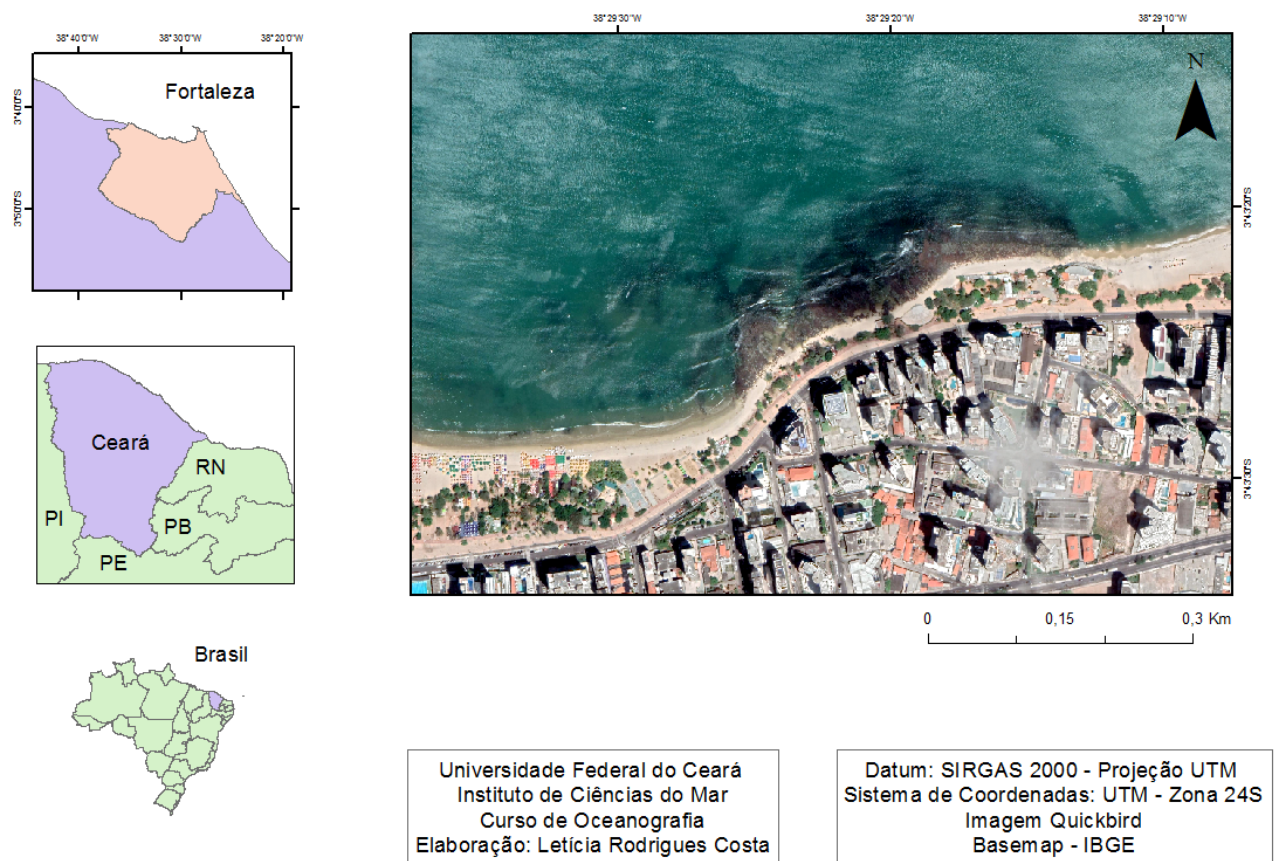 38°40'0"W 38°30'0"W 38°20'0"W
Fortaleza
3°40'0"S
3°50'0"S
Ceará
RN
PI
PB
PE
Brasil
38°29'30"W 38°29'20"W 38°29'10"W
N
3°43'20"S
3°43'30"S
0 0,15 0,3 Km
Universidade Federal do Ceará
Instituto de Ciências do Mar
Curso de Oceanografia
Elaboração: Letícia Rodrigues Costa
Datum: SIRGAS 2000 - Projeção UTM
Sistema de Coordenadas: UTM - Zona 24S
Imagem Quickbird
Basemap - IBGE